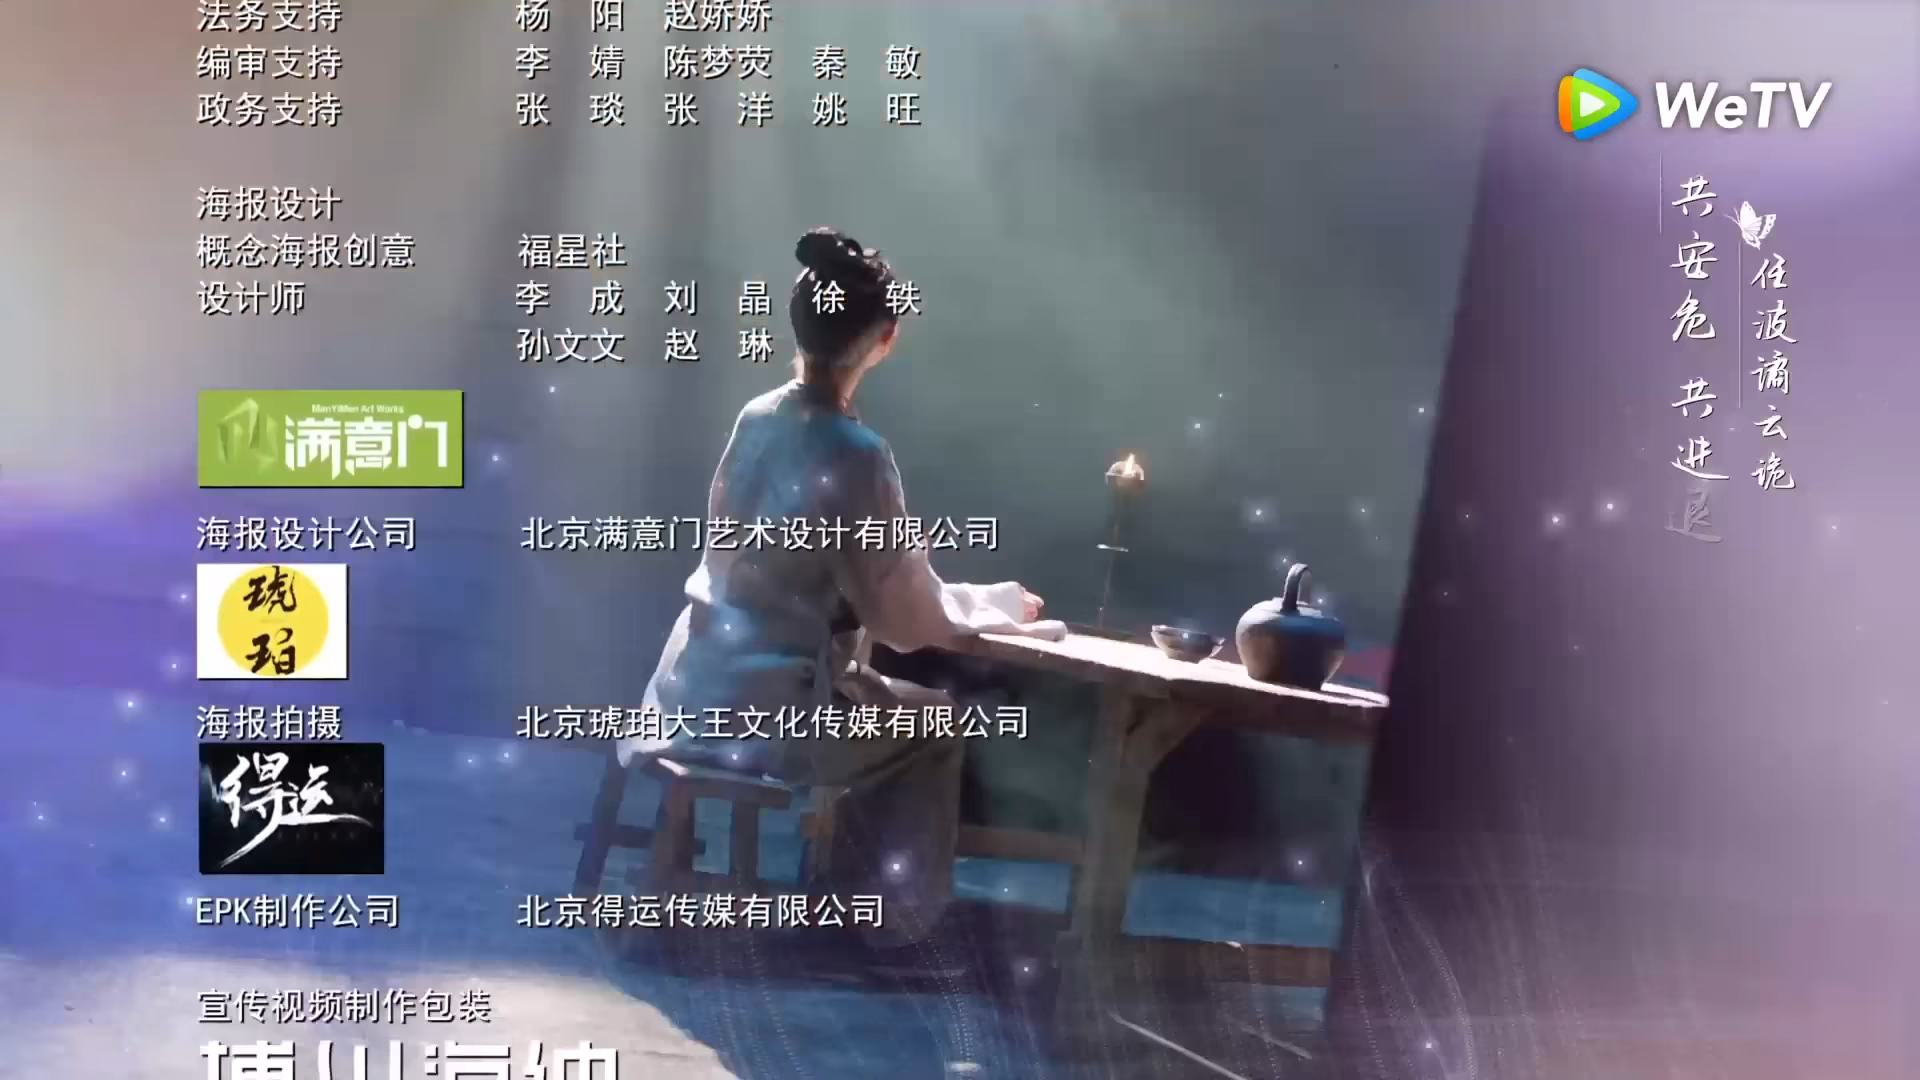 法务支持 杨 阳 赵娇娇
编审支持 李 婧 陈梦荧 秦 敏
政务支持 张 琰 张 洋 姚 旺
海报设计
概念海报创意 福星社
设计师 李 成 刘 晶 徐 轶
孙文文 赵 琳
ManYiMen Art Works
满意门
海报设计公司 北京满意门艺术设计有限公司
琥珀
海报拍摄 北京琥珀大王文化传媒有限公司
得运
EPK制作公司 北京得运传媒有限公司
宣传视频制作包装
WeTV
任波谲云诡
共安危 共进退